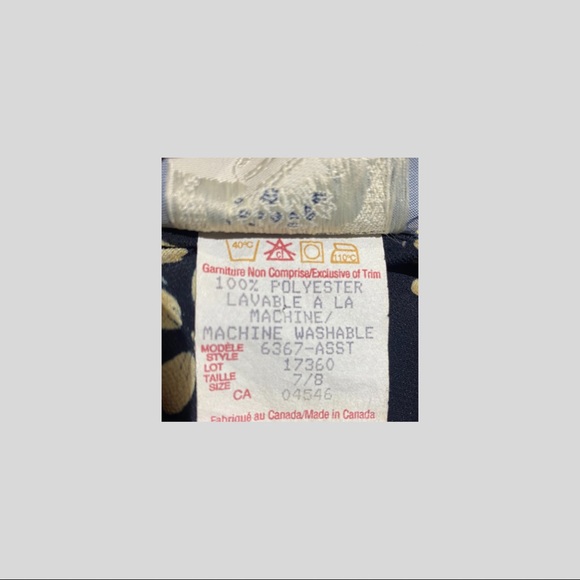 40°C C 110°C
Garniture Non Comprise/Exclusive of Trim
100% POLYESTER
LAVABLE A LA
MACHINE/
MACHINE WASHABLE
MODÈLE
STYLE 6367-ASST
LOT 17360
TAILLE
SIZE 7/8
CA 04546
Fabriqué au Canada/Made in Canada